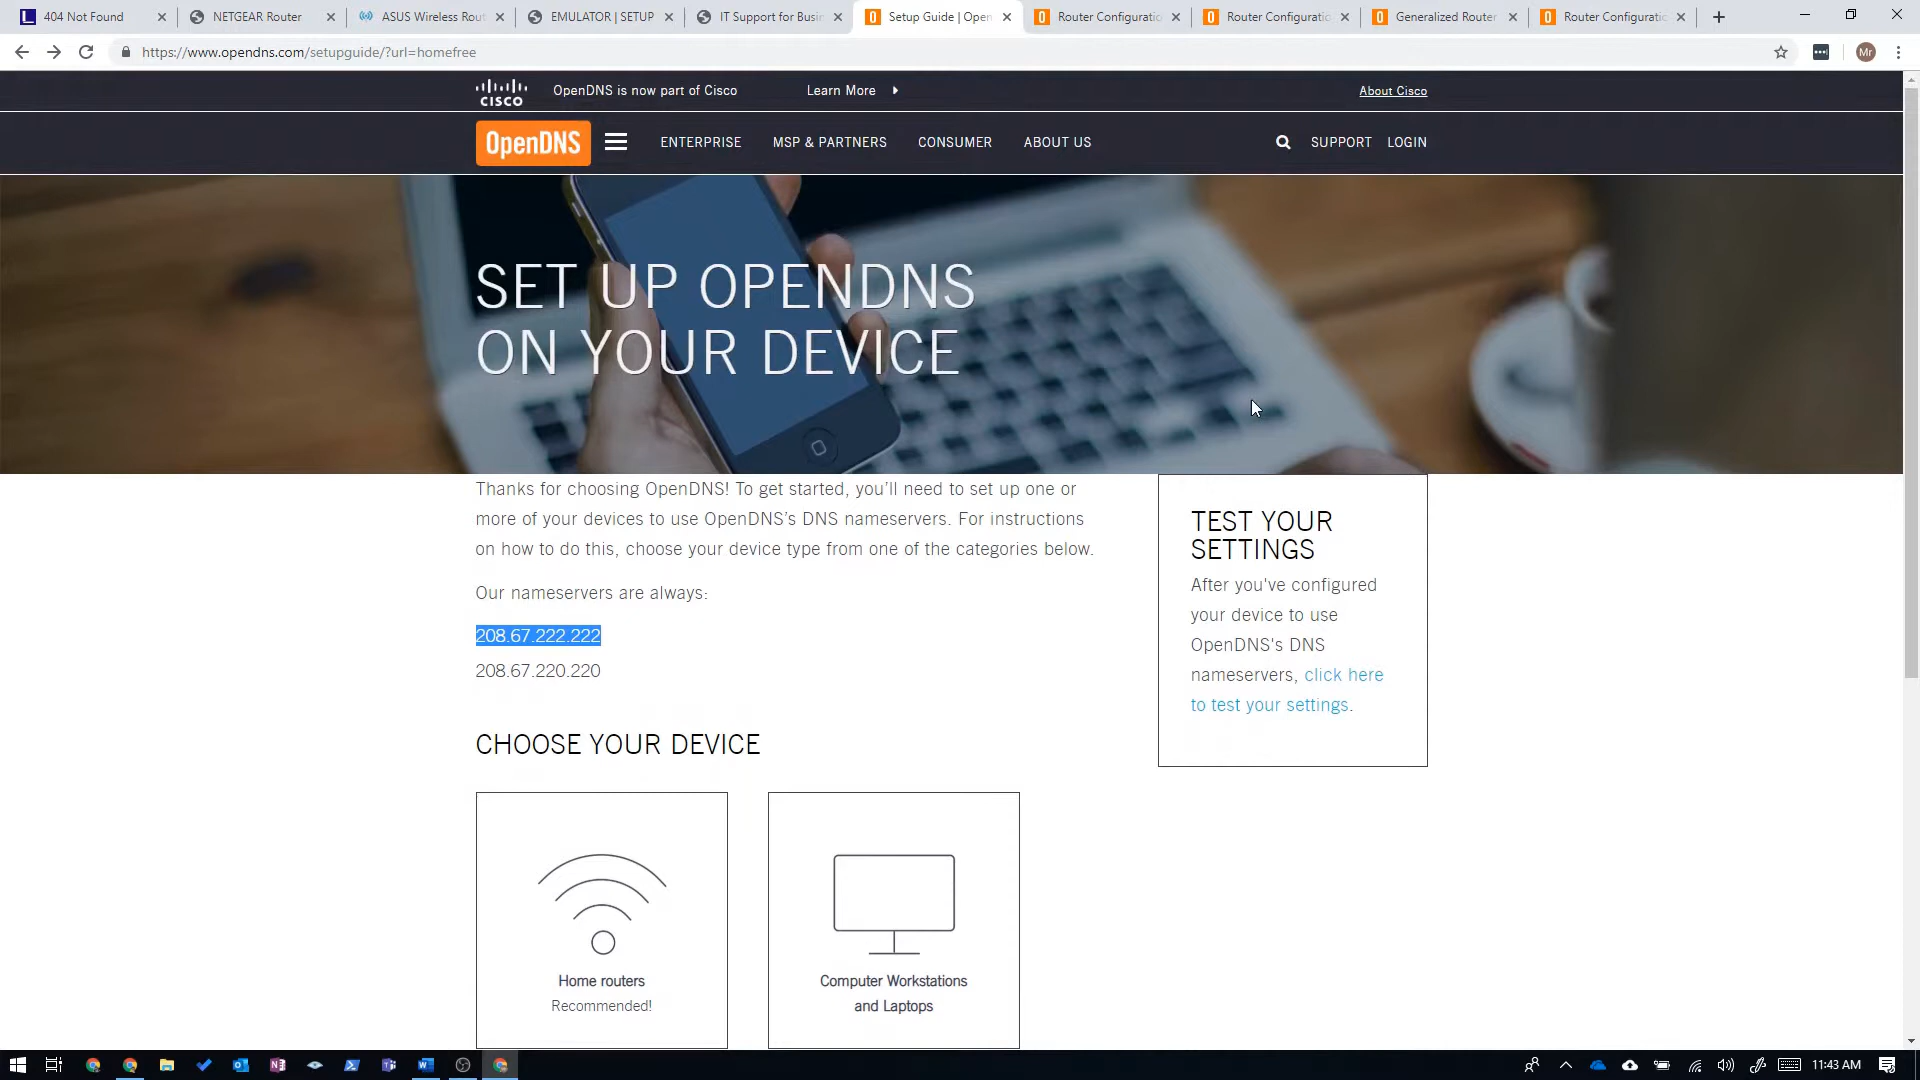 404 Not Found
NETGEAR Router
ASUS Wireless Rout
EMULATOR | SETUP
IT Support for Busin
Setup Guide | Open
Router Configuratio
Router Configuratio
Generalized Router
Router Configuratio
https://www.opendns.com/setupguide/?url=homefree
Mr
CISCO
OpenDNS is now part of Cisco
Learn More
About Cisco
OpenDNS
ENTERPRISE
MSP & PARTNERS
CONSUMER
ABOUT US
SUPPORT
LOGIN
SET UP OPENDNS
ON YOUR DEVICE
Thanks for choosing OpenDNS! To get started, you’ll need to set up one or
more of your devices to use OpenDNS’s DNS nameservers. For instructions
on how to do this, choose your device type from one of the categories below.
Our nameservers are always:
208.67.222.222
208.67.220.220
TEST YOUR
SETTINGS
After you've configured
your device to use
OpenDNS's DNS
nameservers, click here
to test your settings.
CHOOSE YOUR DEVICE
Home routers
Recommended!
Computer Workstations
and Laptops
11:43 AM